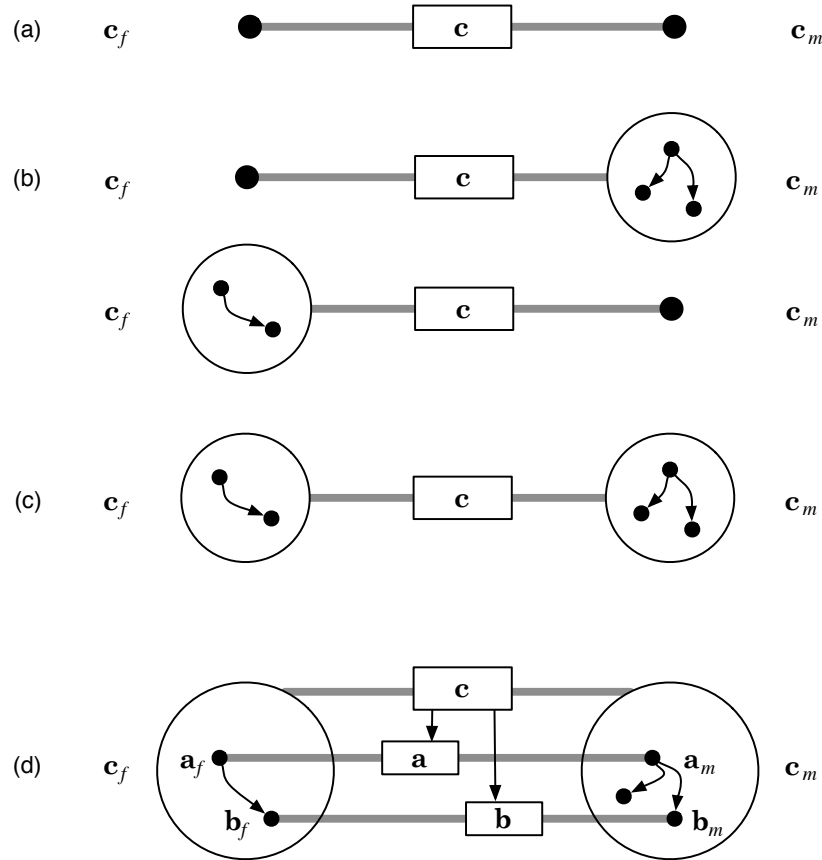 (a) c_f c c_m
(b) c_f c c_m
c_f c c_m
(c) c_f c c_m
c
a_f a a_m
(d) c_f c_m
b_f b b_m